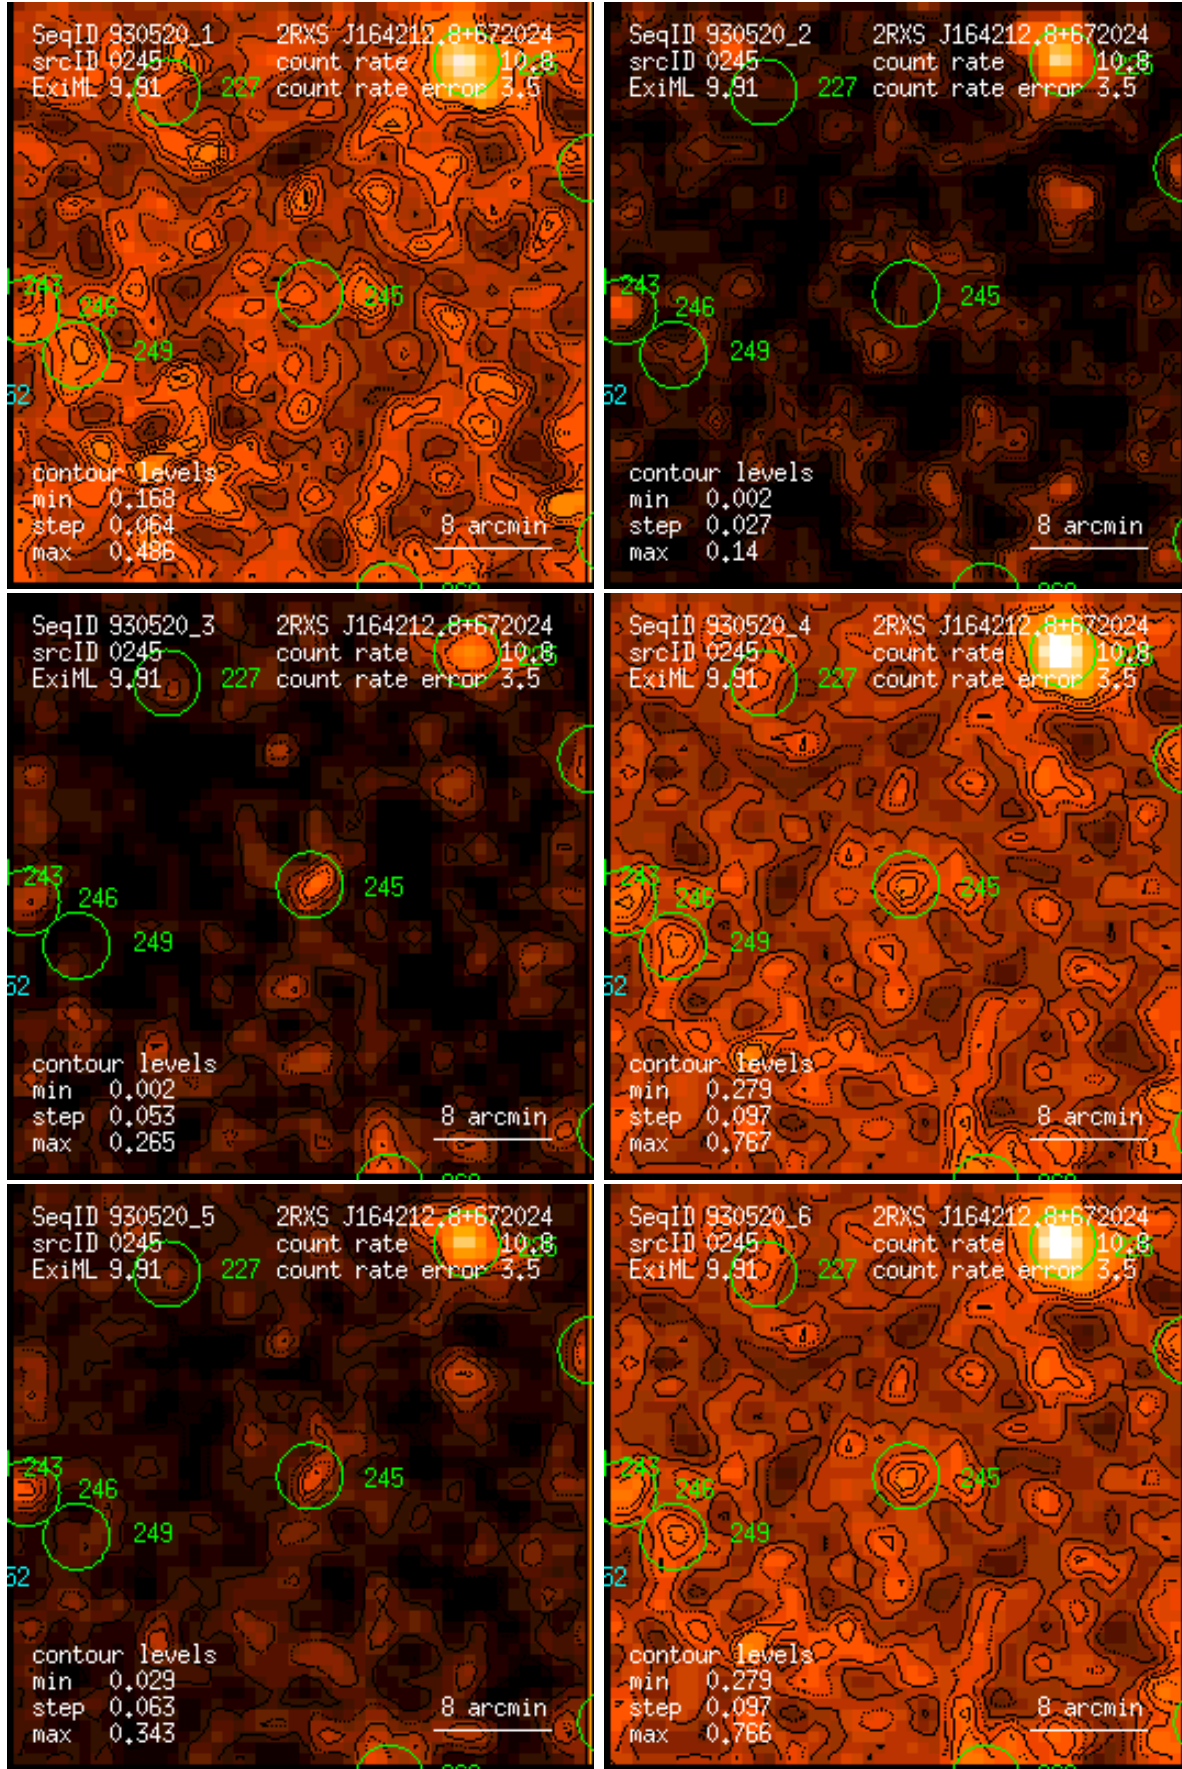 SeqID 930520_1 2RXS J164212.8+672024
srcID 0245 count rate 10.8
ExiML 9.91 227 count rate error 3.5
243
246 245
249
52
contour levels
min 0.168
step 0.064 8 arcmin
max 0.486
SeqID 930520_2 2RXS J164212.8+672024
srcID 0245 count rate 10.8
ExiML 9.91 227 count rate error 3.5
243
246 245
249
52
contour levels
min 0.002
step 0.027 8 arcmin
max 0.14
SeqID 930520_3 2RXS J164212.8+672024
srcID 0245 count rate 10.8
ExiML 9.91 227 count rate error 3.5
243
246 245
249
52
contour levels
min 0.002
step 0.053 8 arcmin
max 0.265
SeqID 930520_4 2RXS J164212.8+672024
srcID 0245 count rate 10.8
ExiML 9.91 227 count rate error 3.5
243
246 245
249
52
contour levels
min 0.279
step 0.097 8 arcmin
max 0.767
SeqID 930520_5 2RXS J164212.8+672024
srcID 0245 count rate 10.8
ExiML 9.91 227 count rate error 3.5
243
246 245
249
52
contour levels
min 0.029
step 0.063 8 arcmin
max 0.343
SeqID 930520_6 2RXS J164212.8+672024
srcID 0245 count rate 10.8
ExiML 9.91 227 count rate error 3.5
243
246 245
249
52
contour levels
min 0.279
step 0.097 8 arcmin
max 0.766